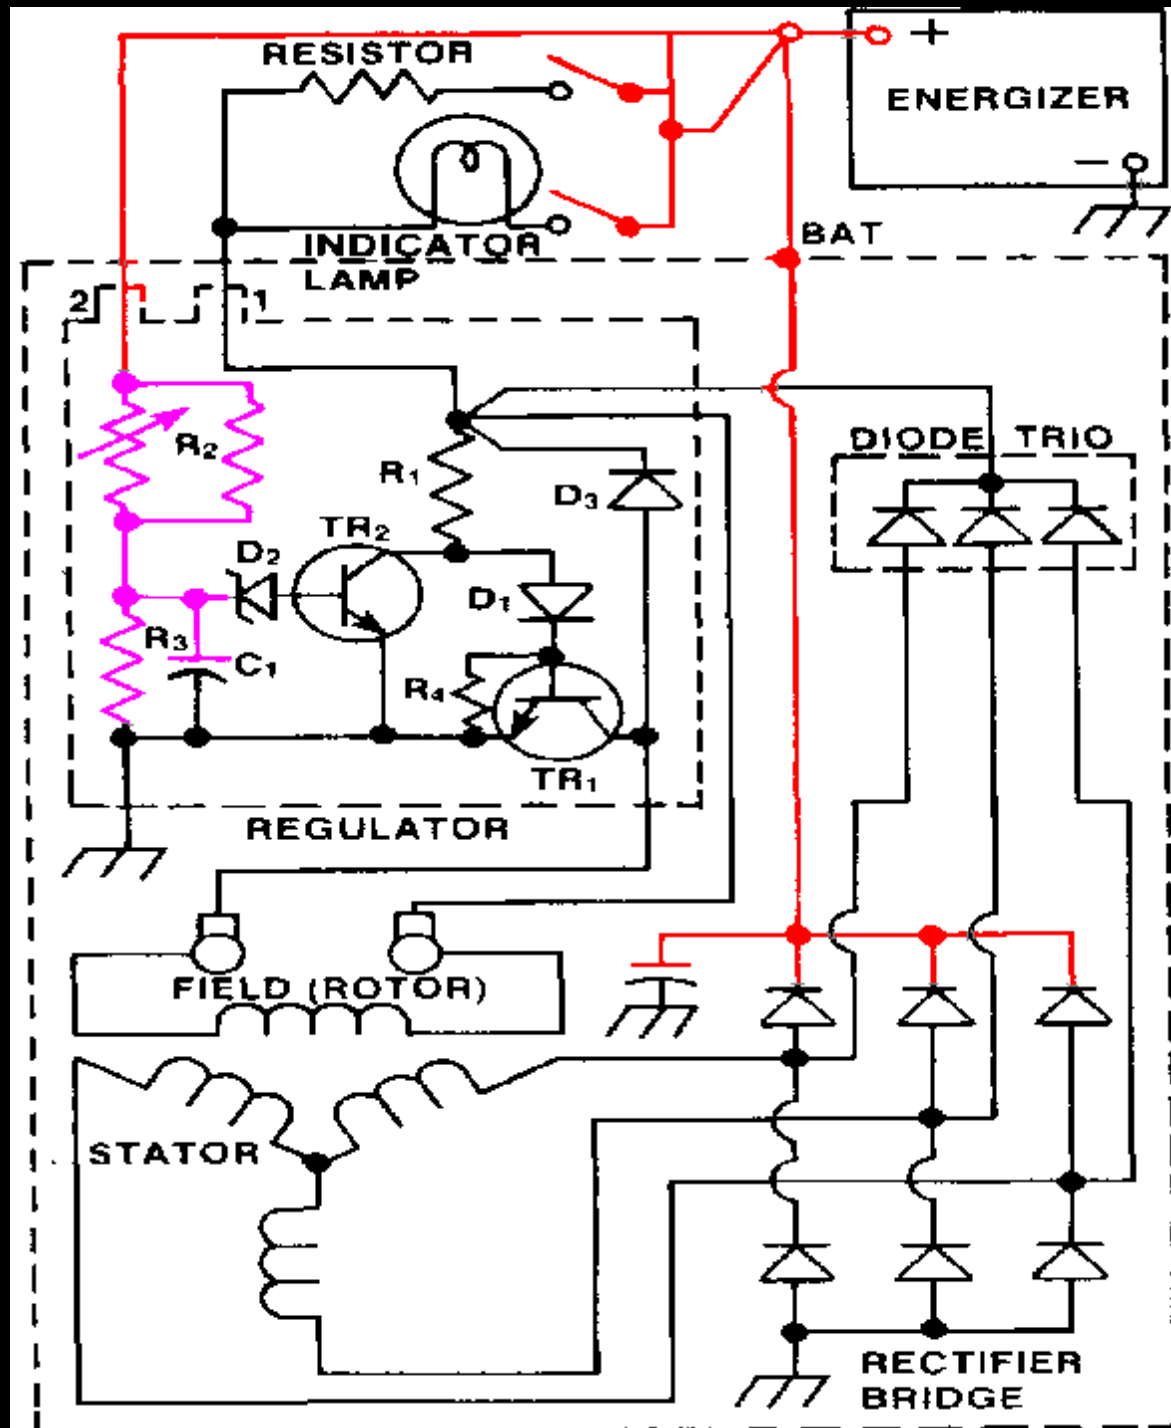 RESISTOR
+
ENERGIZER
−
INDICATOR
LAMP
BAT
2
1
R2
R1
DIODE TRIO
D3
TR2
D2
D1
R3
C1
R4
TR1
REGULATOR
FIELD (ROTOR)
STATOR
RECTIFIER
BRIDGE